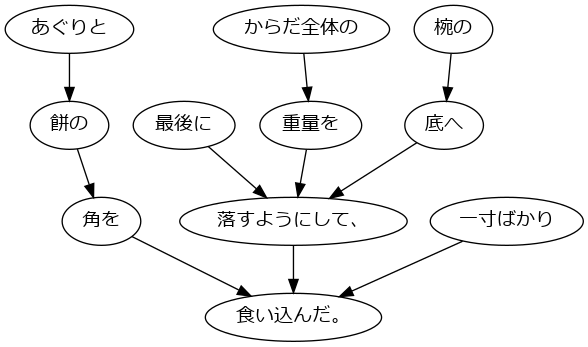 あぐりと
からだ全体の
椀の
餅の
最後に
重量を
底へ
角を
落すようにして、
一寸ばかり
食い込んだ。